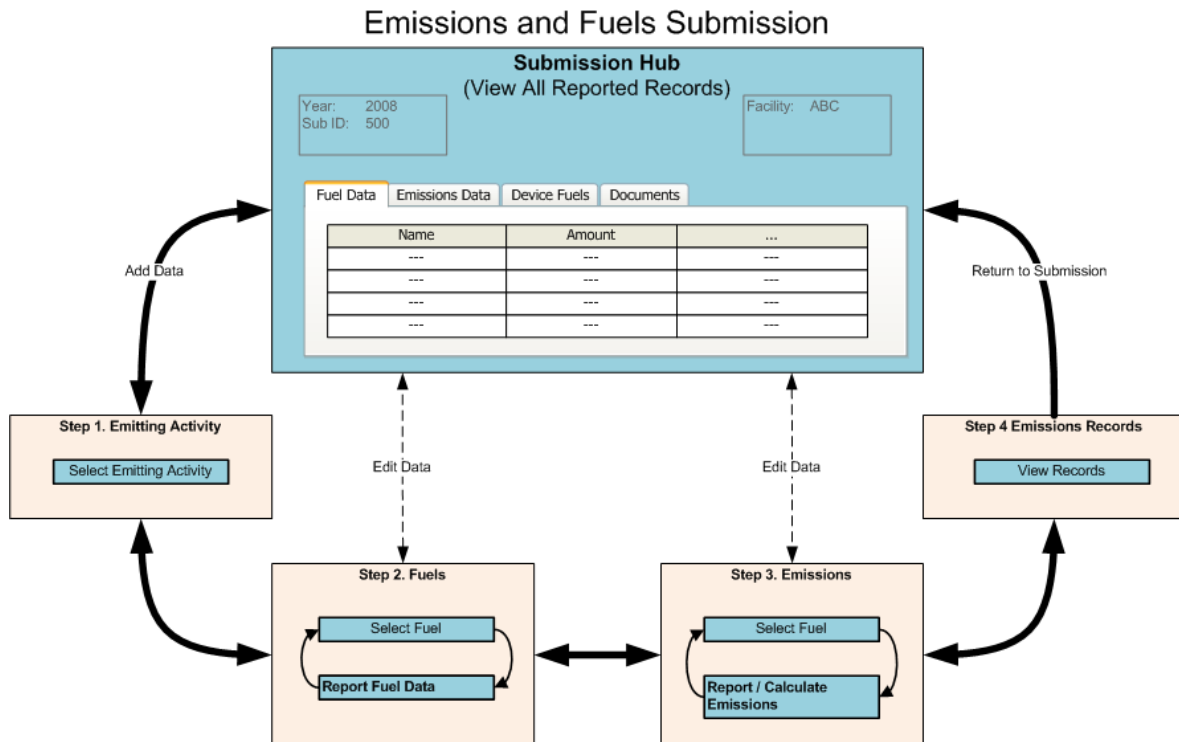 Emissions and Fuels Submission
Submission Hub
(View All Reported Records)
Year: 2008
Sub ID: 500
Facility: ABC
Fuel Data
Emissions Data
Device Fuels
Documents
Name Amount ...
--- --- ---
--- --- ---
--- --- ---
--- --- ---
Add Data
Return to Submission
Step 1. Emitting Activity
Select Emitting Activity
Edit Data
Edit Data
Step 4 Emissions Records
View Records
Step 2. Fuels
Select Fuel
Report Fuel Data
Step 3. Emissions
Select Fuel
Report / Calculate
Emissions